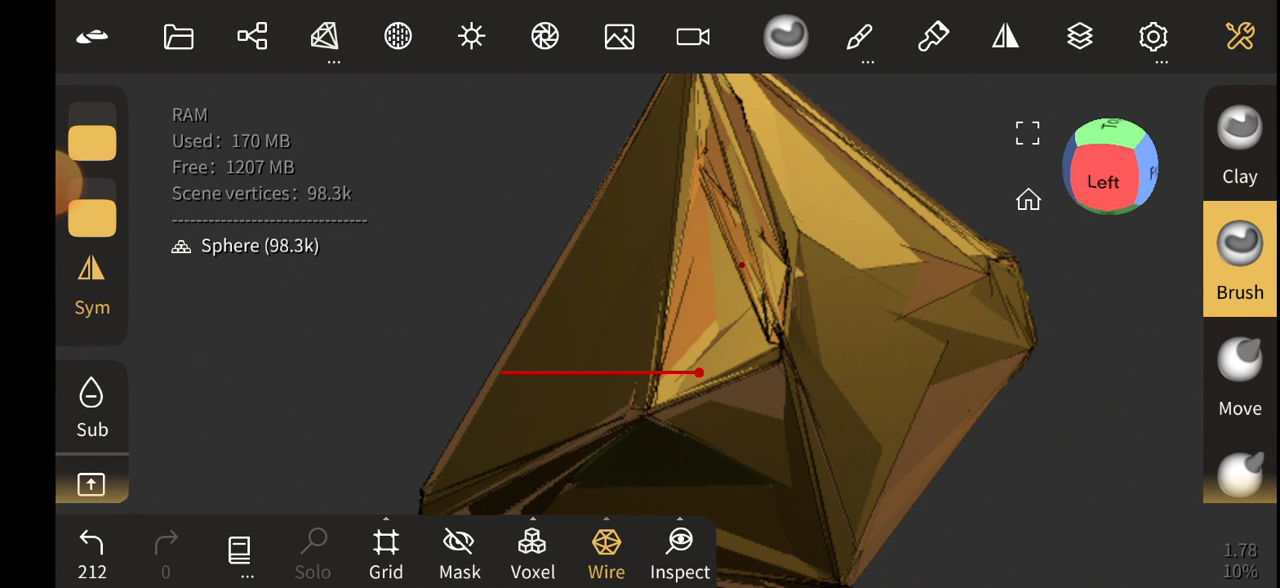 RAM
Used: 170 MB
Free: 1207 MB
Scene vertices: 98.3k
-------------------------------
Sphere (98.3k)
Left
Clay
Brush
Move
Sym
Sub
212
0
...
Solo
Grid
Mask
Voxel
Wire
Inspect
1.78
10%